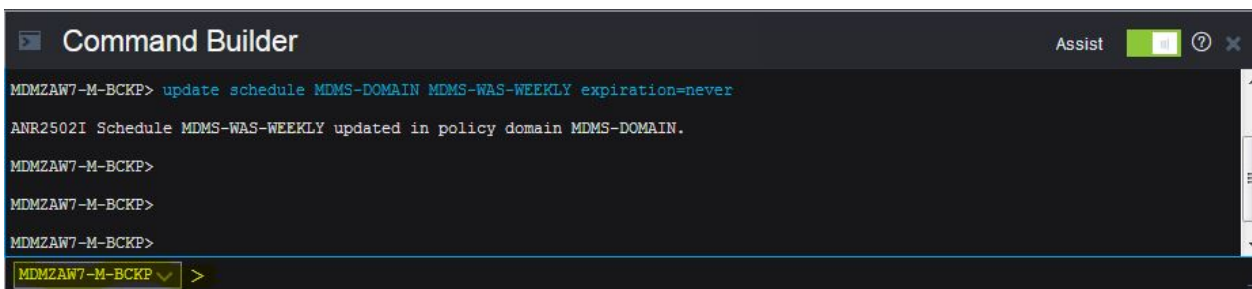 Command Builder
Assist
MDMZAW7-M-BCKP> update schedule MDMS-DOMAIN MDMS-WAS-WEEKLY expiration=never
ANR2502I Schedule MDMS-WAS-WEEKLY updated in policy domain MDMS-DOMAIN.
MDMZAW7-M-BCKP>
MDMZAW7-M-BCKP>
MDMZAW7-M-BCKP>
MDMZAW7-M-BCKP >